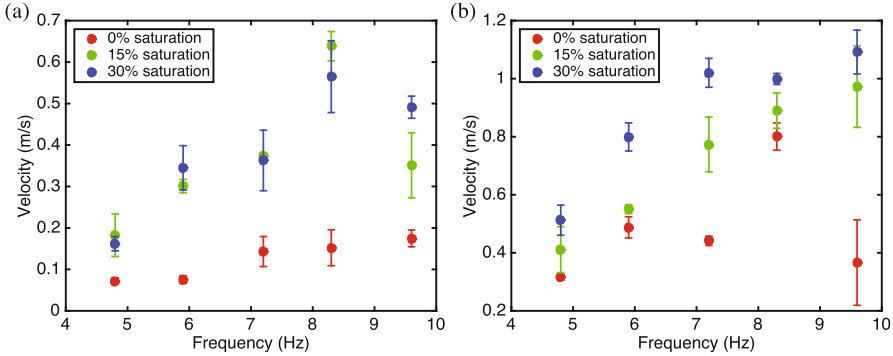 (a)
0.7
0.6
0.5
0.4
0.3
0.2
0.1
0
Velocity (m/s)
0% saturation
15% saturation
30% saturation
4 5 6 7 8 9 10
Frequency (Hz)
(b)
1.2
1
0.8
0.6
0.4
0.2
Velocity (m/s)
0% saturation
15% saturation
30% saturation
4 5 6 7 8 9 10
Frequency (Hz)